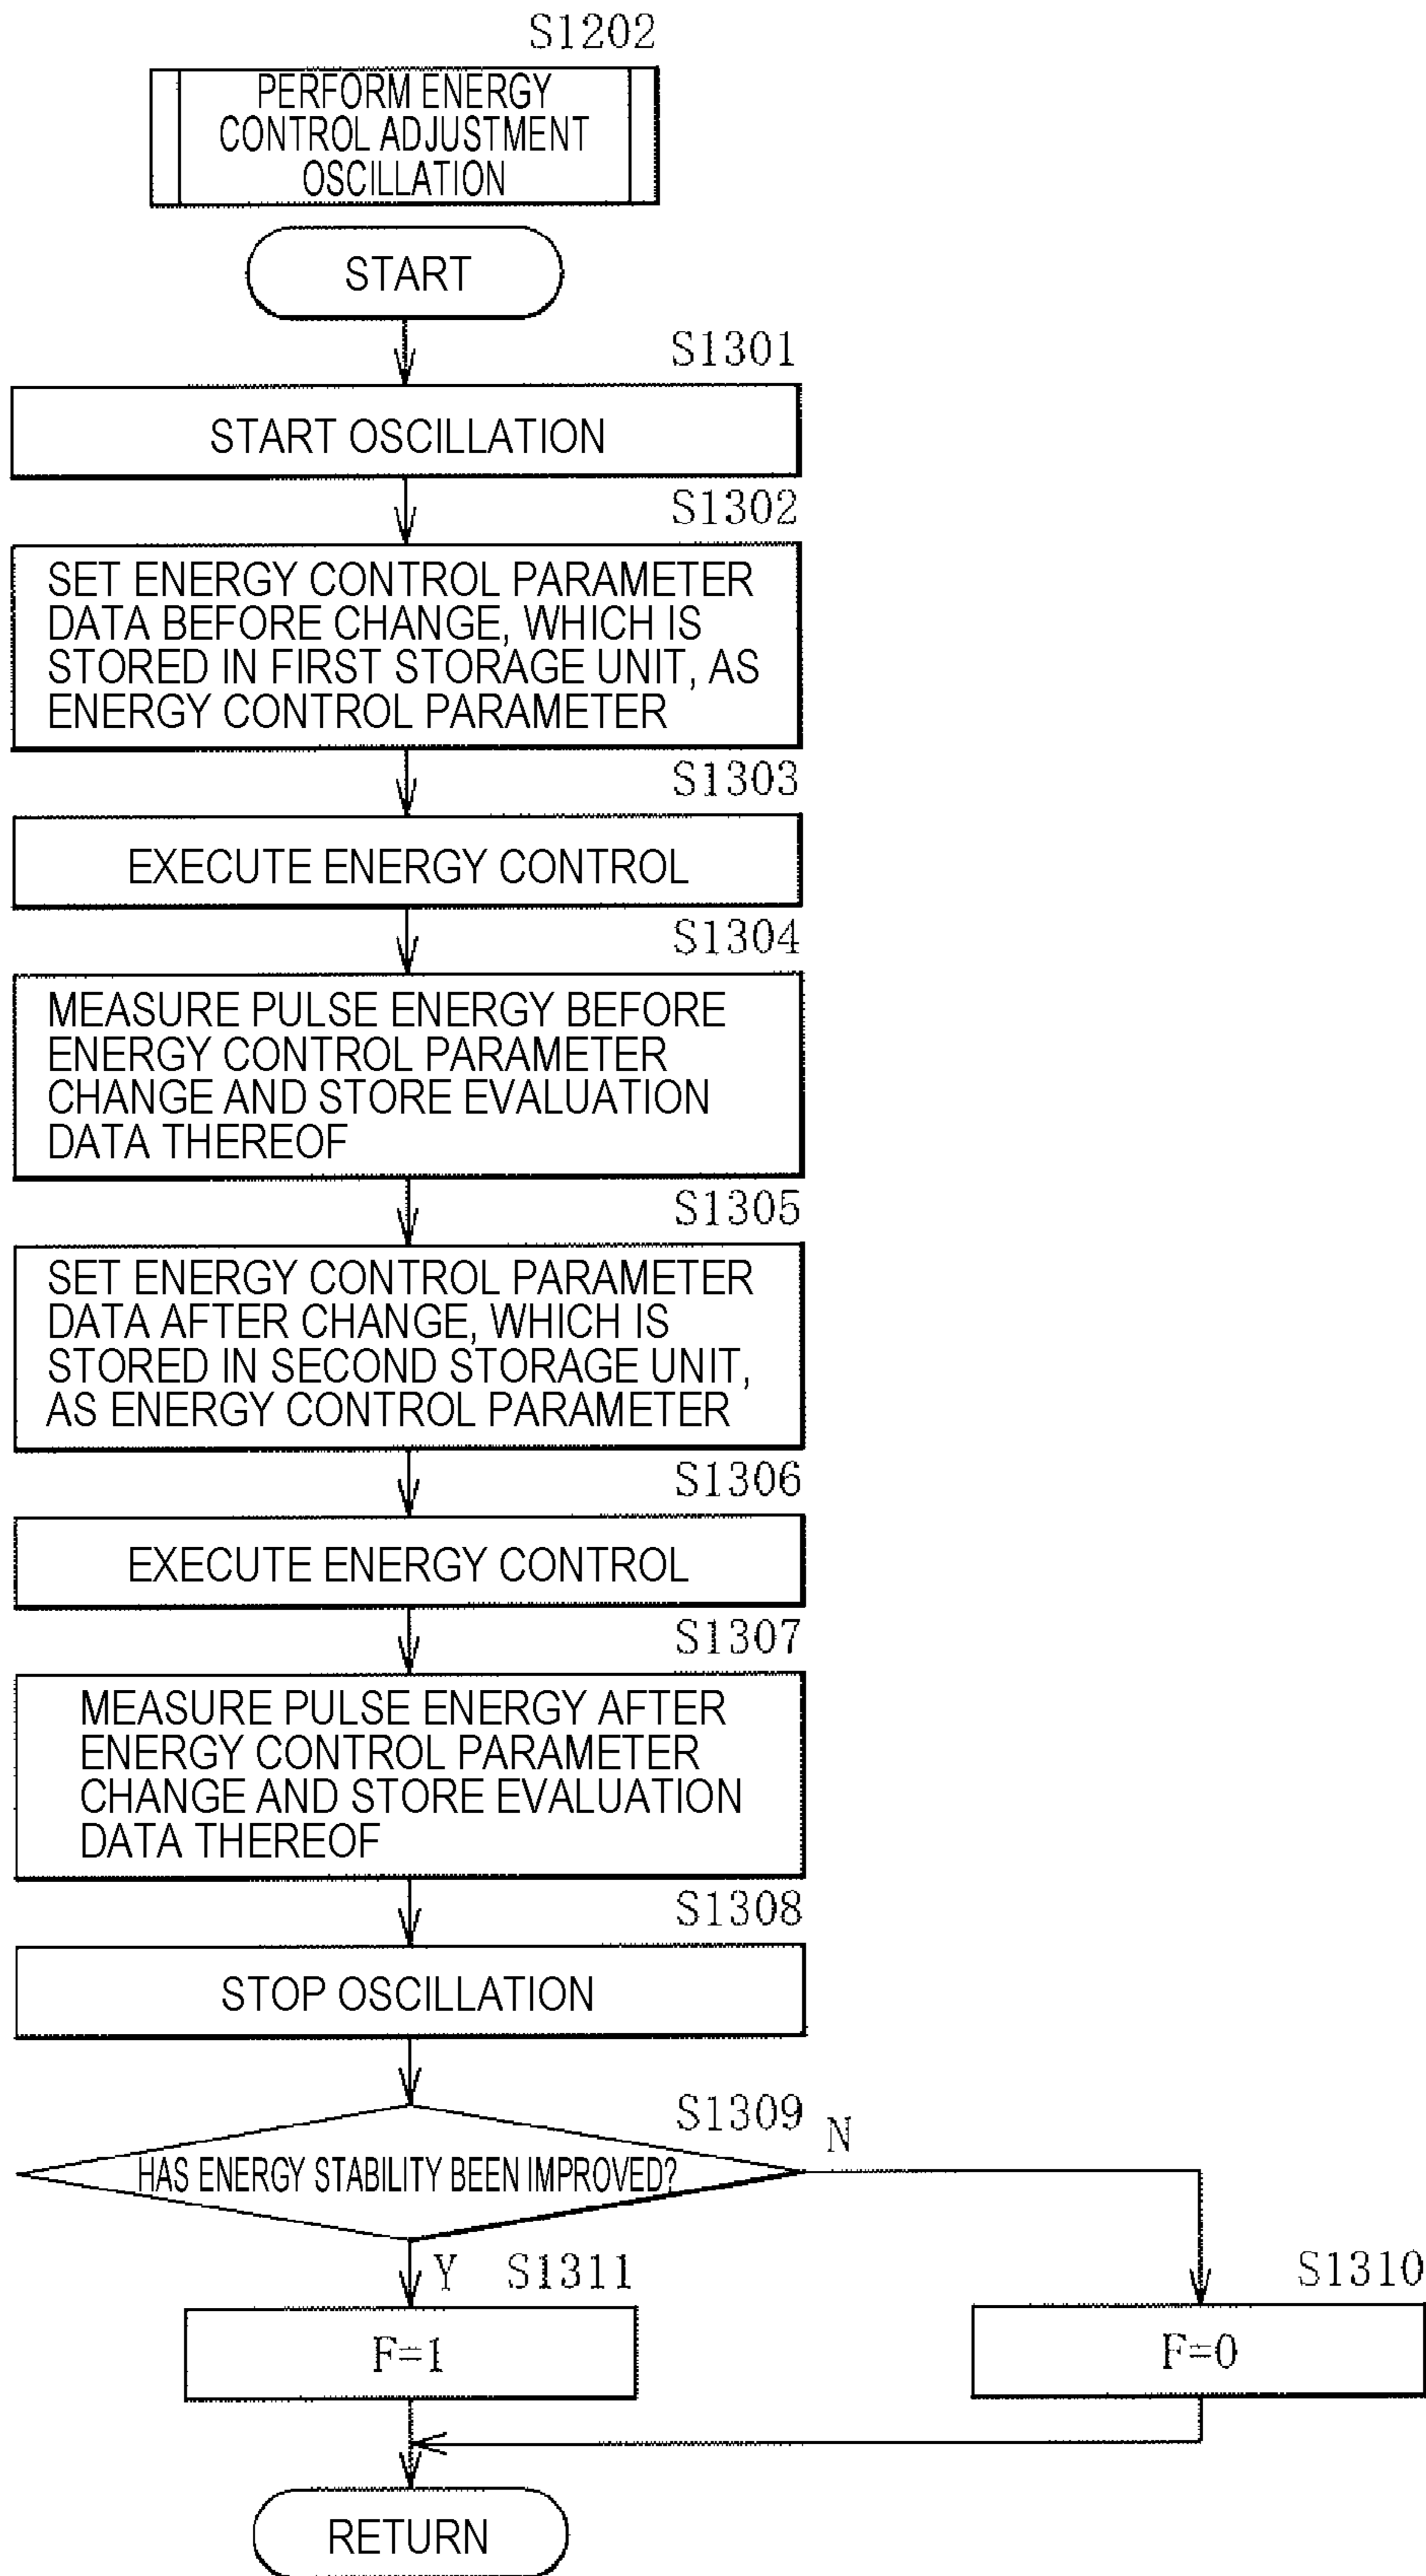 S1202
PERFORM ENERGY
CONTROL ADJUSTMENT
OSCILLATION
START
S1301
START OSCILLATION
S1302
SET ENERGY CONTROL PARAMETER
DATA BEFORE CHANGE, WHICH IS
STORED IN FIRST STORAGE UNIT, AS
ENERGY CONTROL PARAMETER
S1303
EXECUTE ENERGY CONTROL
S1304
MEASURE PULSE ENERGY BEFORE
ENERGY CONTROL PARAMETER
CHANGE AND STORE EVALUATION
DATA THEREOF
S1305
SET ENERGY CONTROL PARAMETER
DATA AFTER CHANGE, WHICH IS
STORED IN SECOND STORAGE UNIT,
AS ENERGY CONTROL PARAMETER
S1306
EXECUTE ENERGY CONTROL
S1307
MEASURE PULSE ENERGY AFTER
ENERGY CONTROL PARAMETER
CHANGE AND STORE EVALUATION
DATA THEREOF
S1308
STOP OSCILLATION
S1309
N
HAS ENERGY STABILITY BEEN IMPROVED?
Y
S1311
S1310
F=1
F=0
RETURN